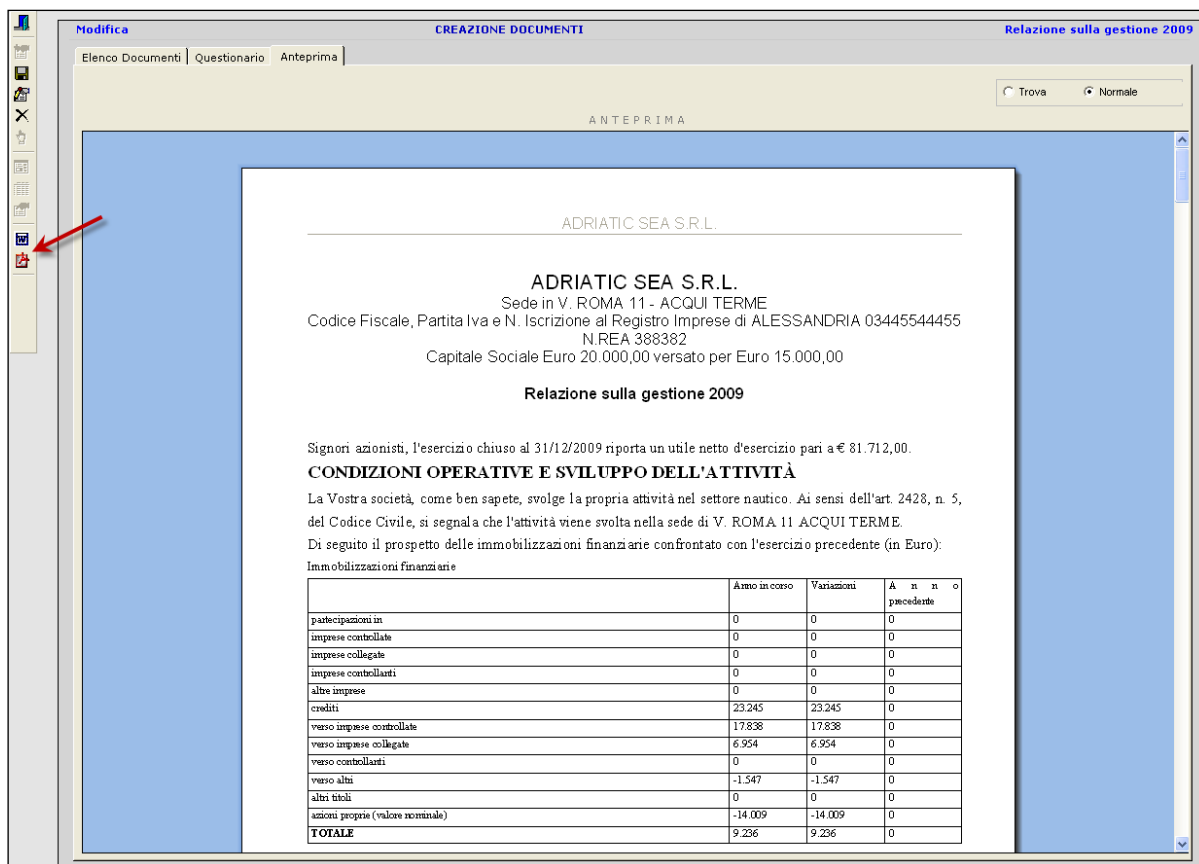 Modifica CREAZIONE DOCUMENTI Relazione sulla gestione 2009
Elenco Documenti Questionario Anteprima
Trova Normale
ANTEPRIMA
ADRIATIC SEA S.R.L.
ADRIATIC SEA S.R.L.
Sede in V. ROMA 11 - ACQUI TERME
Codice Fiscale, Partita Iva e N. Iscrizione al Registro Imprese di ALESSANDRIA 03445544455
N.REA 388382
Capitale Sociale Euro 20.000,00 versato per Euro 15.000,00
Relazione sulla gestione 2009
Signori azionisti, l'esercizio chiuso al 31/12/2009 riporta un utile netto d'esercizio pari a € 81.712,00.
CONDIZIONI OPERATIVE E SVILUPPO DELL'ATTIVITÀ
La Vostra società, come ben sapete, svolge la propria attività nel settore nautico. Ai sensi dell'art. 2428, n. 5,
del Codice Civile, si segnala che l'attività viene svolta nella sede di V. ROMA 11 ACQUI TERME.
Di seguito il prospetto delle immobilizzazioni finanziarie confrontato con l'esercizio precedente (in Euro):
Immobilizzazioni finanziarie
Anno in corso Variazioni Anno
precedente
partecipazioni in 0 0 0
imprese controllate 0 0 0
imprese collegate 0 0 0
imprese controllanti 0 0 0
altre imprese 0 0 0
crediti 23.245 23.245 0
verso imprese controllate 17.838 17.838 0
verso imprese collegate 6.954 6.954 0
verso controllanti 0 0 0
verso altri -1.547 -1.547 0
altri titoli 0 0 0
azioni proprie (valore nominale) -14.009 -14.009 0
TOTALE 9.236 9.236 0